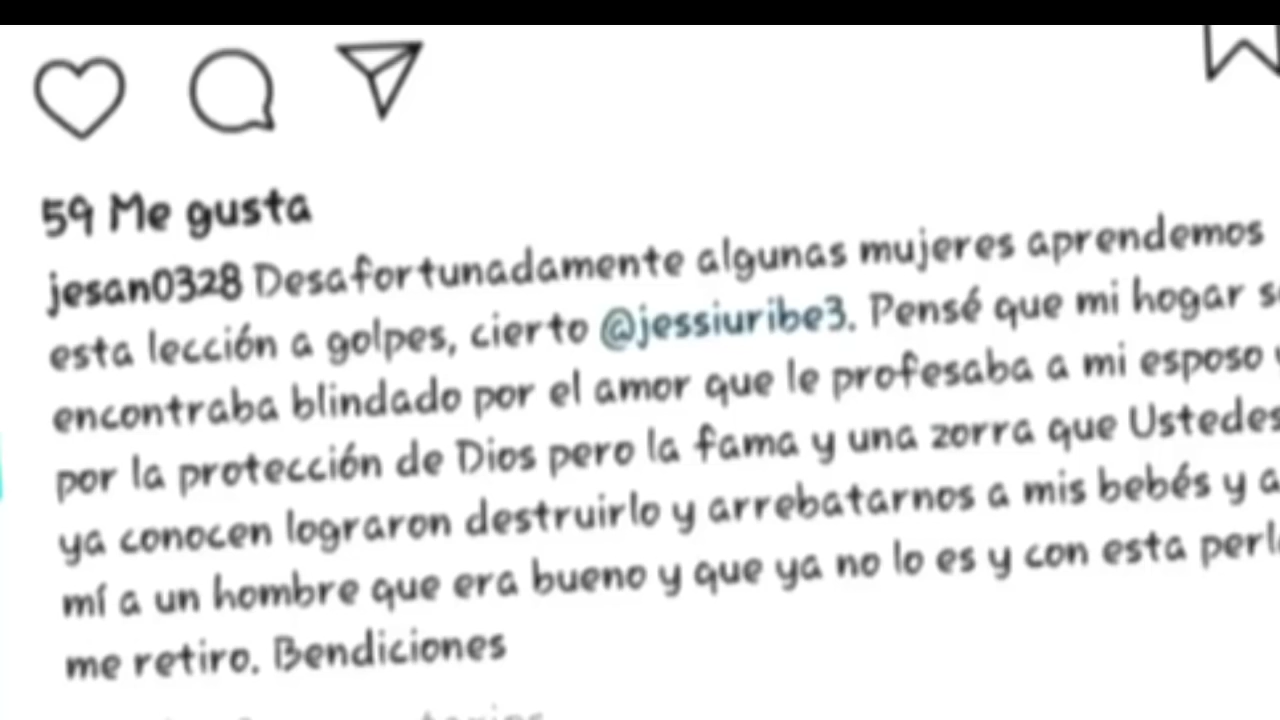 59 Me gusta
jesan0328 Desafortunadamente algunas mujeres aprendemos
esta lección a golpes, cierto @jessiuribe3. Pensé que mi hogar
encontraba blindado por el amor que le profesaba a mi esposo
por la protección de Dios pero la fama y una zorra que Ustedes
ya conocen lograron destruirlo y arrebatarnos a mis bebés y a
mí a un hombre que era bueno y que ya no lo es y con esta perla
me retiro. Bendiciones